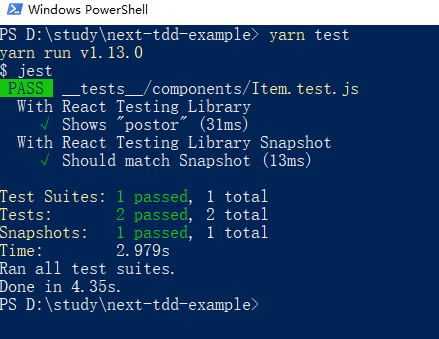 Windows PowerShell
PS D:\study\next-tdd-example> yarn test
yarn run v1.13.0
$ jest
PASS __tests__/components/Item.test.js
With React Testing Library
√ Shows "postor" (31ms)
With React Testing Library Snapshot
√ Should match Snapshot (13ms)
Test Suites: 1 passed, 1 total
Tests: 2 passed, 2 total
Snapshots: 1 passed, 1 total
Time: 2.979s
Ran all test suites.
Done in 4.35s.
PS D:\study\next-tdd-example>